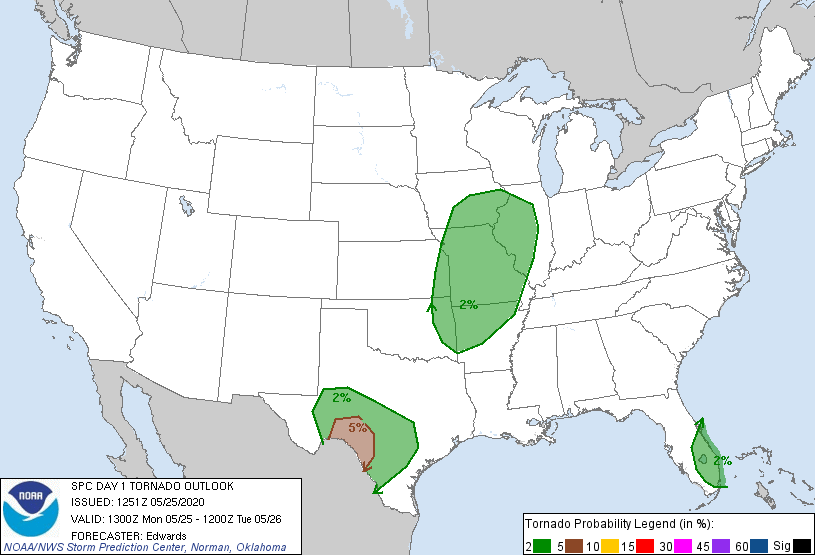 2%
2%
5%
2%
NOAA
SPC DAY 1 TORNADO OUTLOOK
ISSUED: 1251Z 05/25/2020
VALID: 1300Z Mon 05/25 - 1200Z Tue 05/26
FORECASTER: Edwards
NOAA/NWS Storm Prediction Center, Norman, Oklahoma
Tornado Probability Legend (in %):
2 5 10 15 30 45 60 Sig